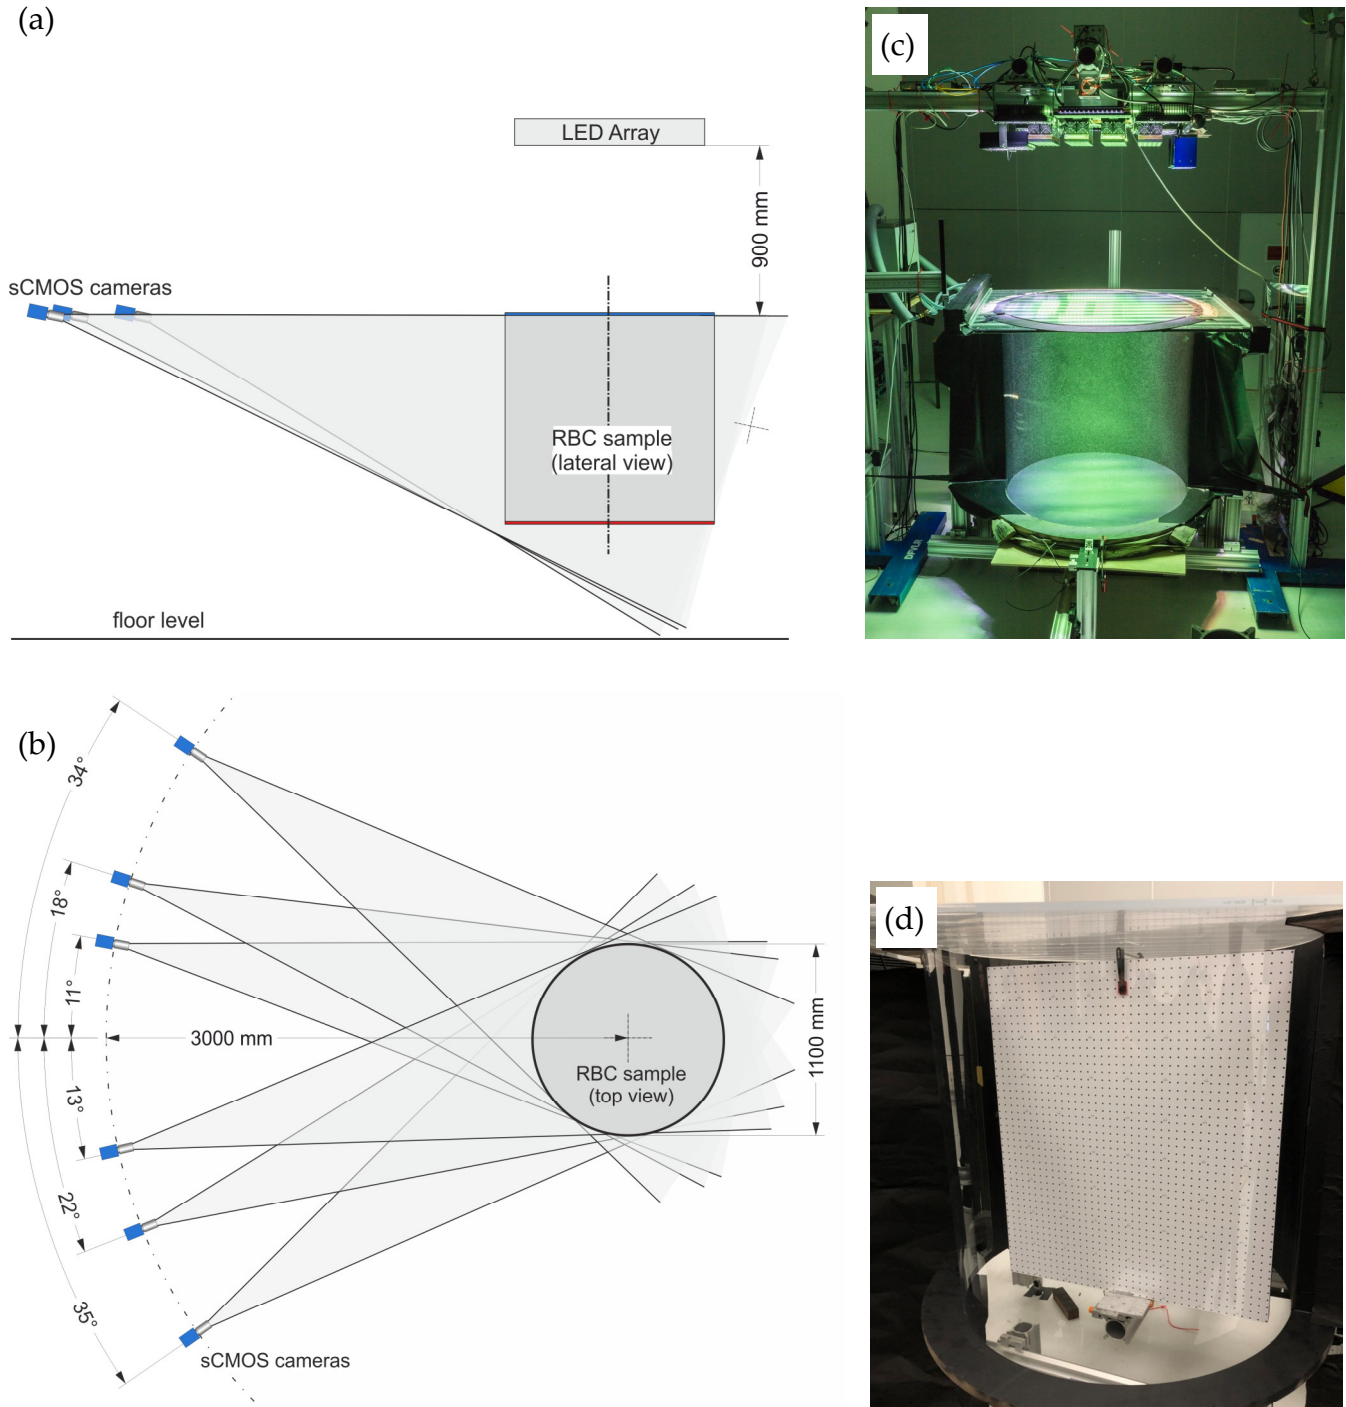 (a)
LED Array
900 mm
sCMOS cameras
RBC sample
(lateral view)
floor level
(b)
34°
18°
11°
3000 mm
13°
22°
35°
1100 mm
RBC sample
(top view)
sCMOS cameras
(c)
DFVLR
(d)